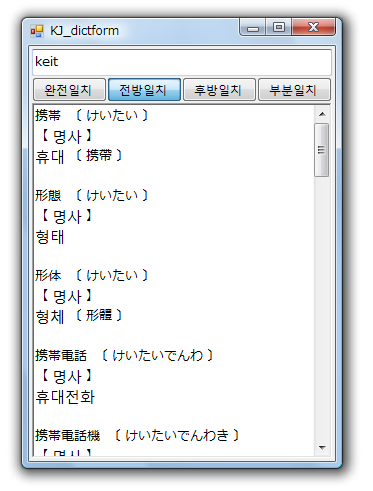 KJ_dictform
keit
완전일치 전방일치 후방일치 부분일치
携帯 〔 けいたい 〕
【 명사 】
휴대 〔 携帶 〕
形態 〔 けいたい 〕
【 명사 】
형태
形体 〔 けいたい 〕
【 명사 】
형체 〔 形體 〕
携帯電話 〔 けいたいでんわ 〕
【 명사 】
휴대전화
携帯電話機 〔 けいたいでんわき 〕
【 명사 】